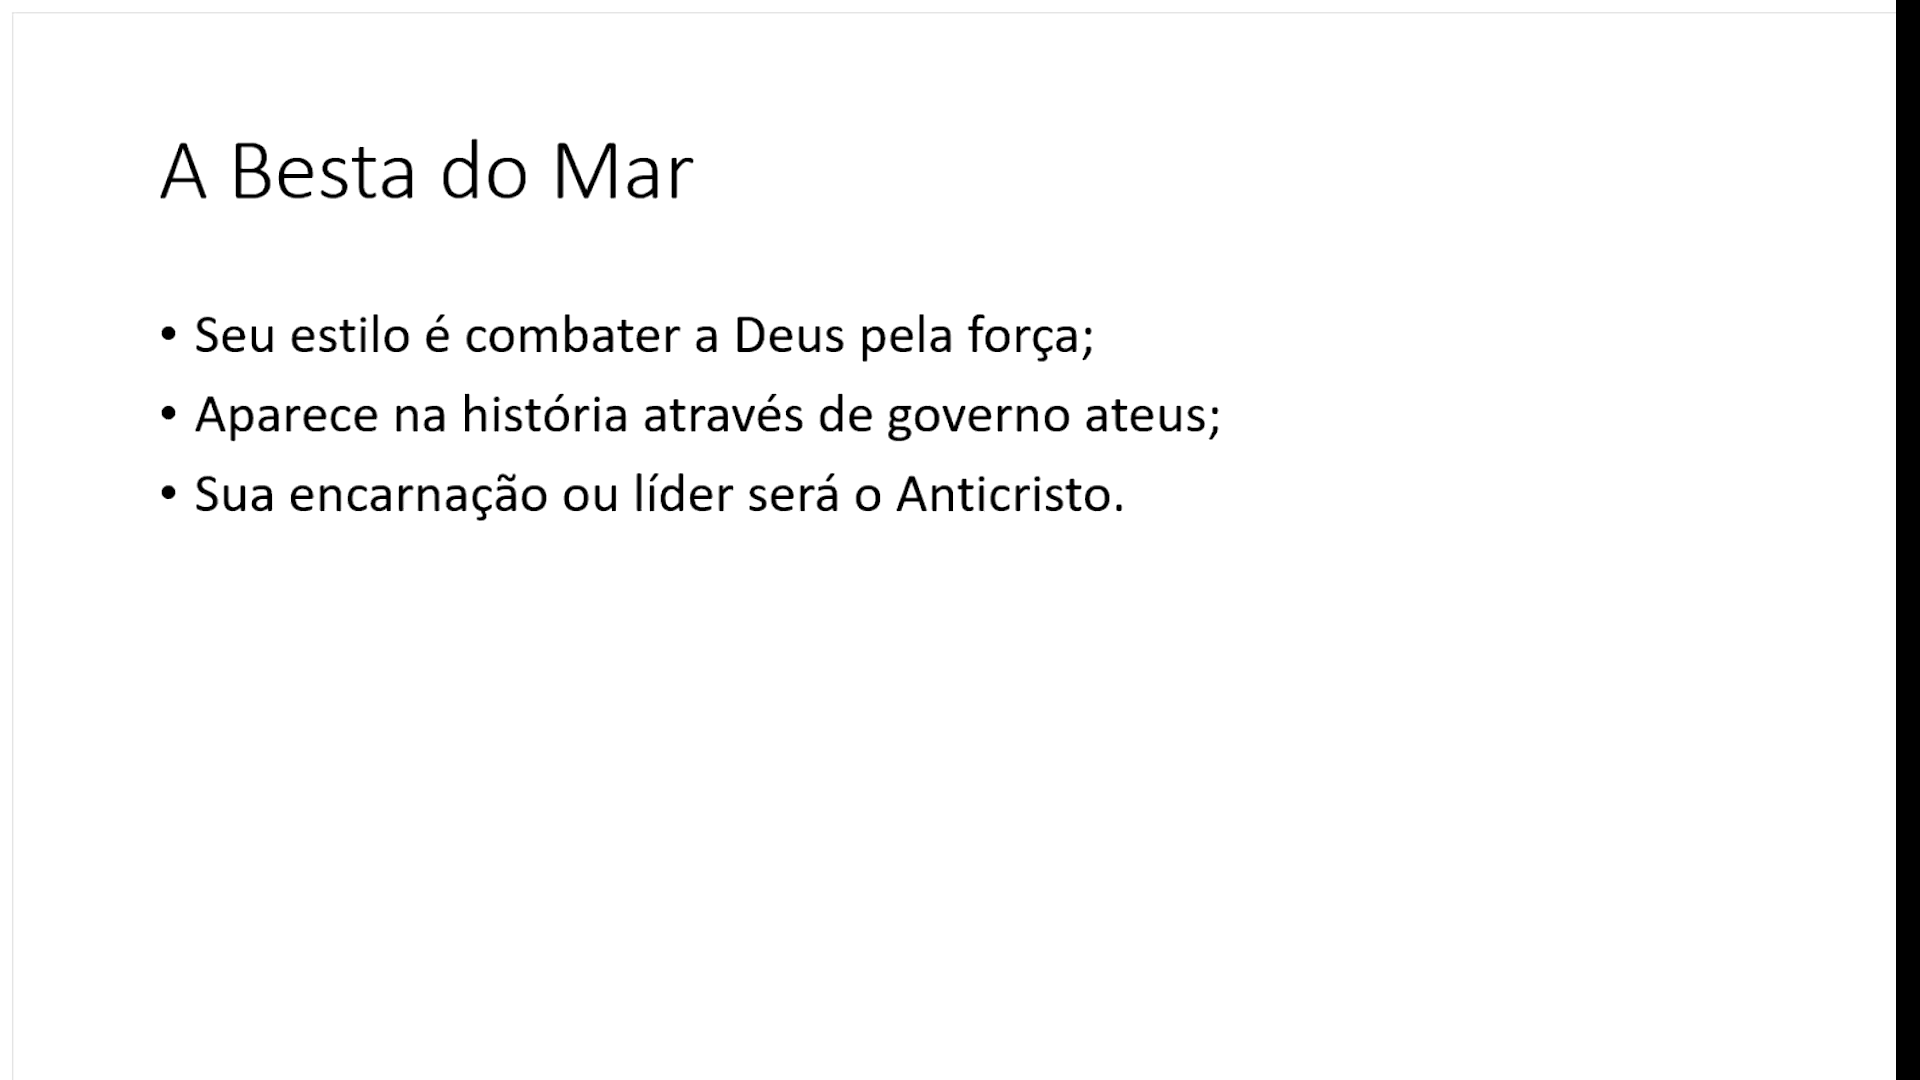 A Besta do Mar
• Seu estilo é combater a Deus pela força;
• Aparece na história através de governo ateus;
• Sua encarnação ou líder será o Anticristo.